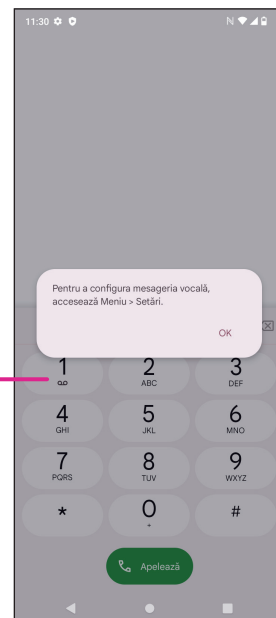 11:30
Pentru a configura mesageria vocală,
accesează Meniu > Setări.
OK
1
2
ABC
3
DEF
4
GHI
5
JKL
6
MNO
7
PQRS
8
TUV
9
WXYZ
*
0
+
#
Apelează